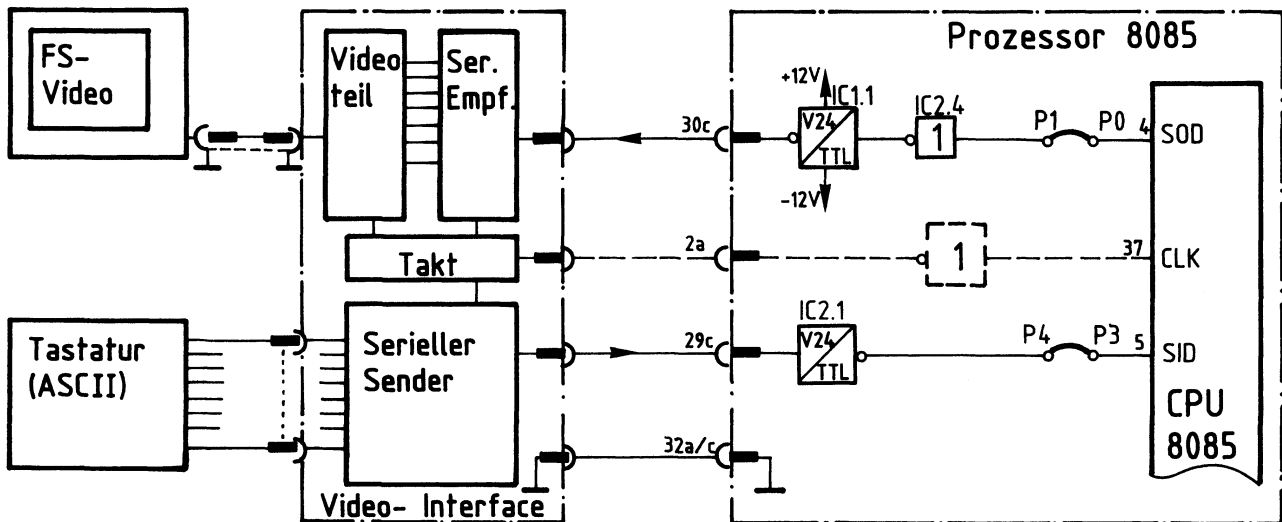 FS-
Video
Video
teil
Ser.
Empf.
Takt
Tastatur
(ASCII)
Serieller
Sender
Video- Interface
30c
2a
29c
32a/c
Prozessor 8085
+12V
IC1.1
V24
TTL
-12V
IC2.4
1
P1
P0
4
SOD
1
37
CLK
IC2.1
V24
TTL
P4
P3
5
SID
CPU
8085